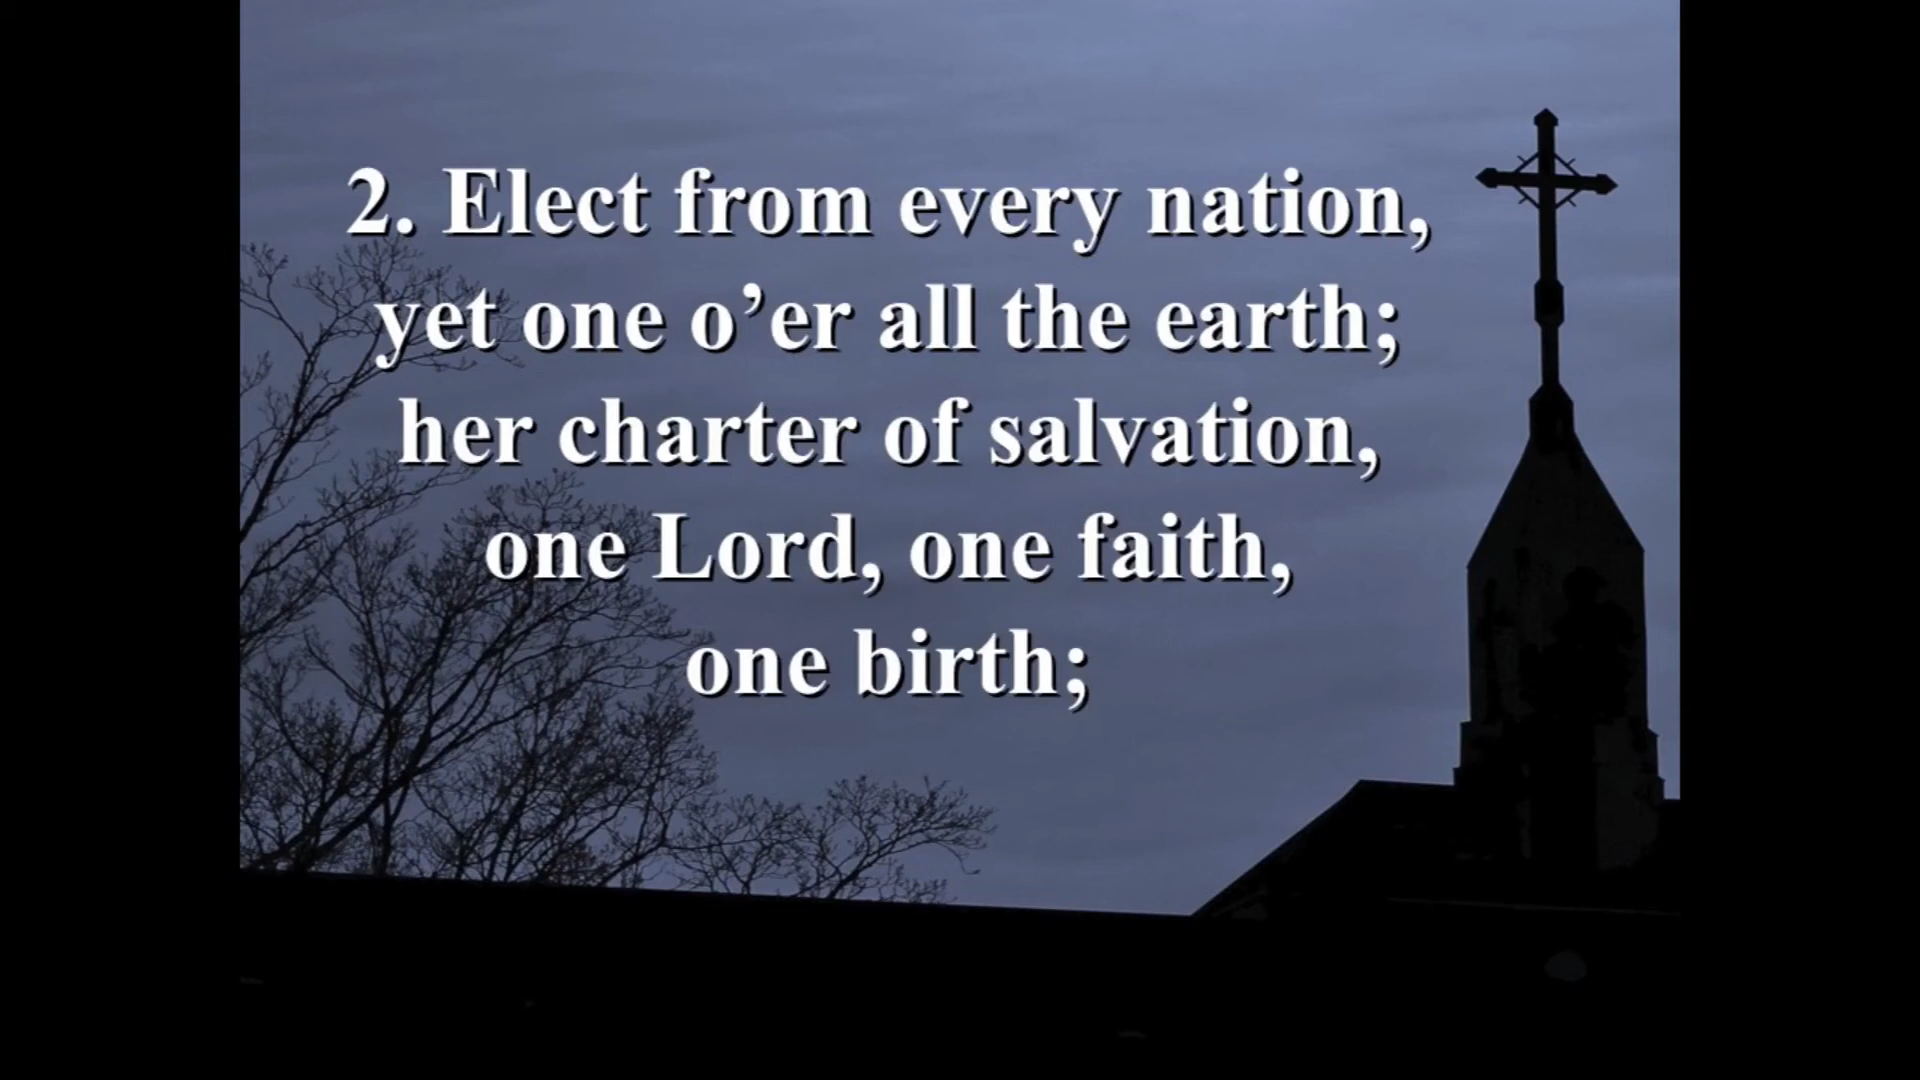 2. Elect from every nation,
yet one o’er all the earth;
her charter of salvation,
one Lord, one faith,
one birth;